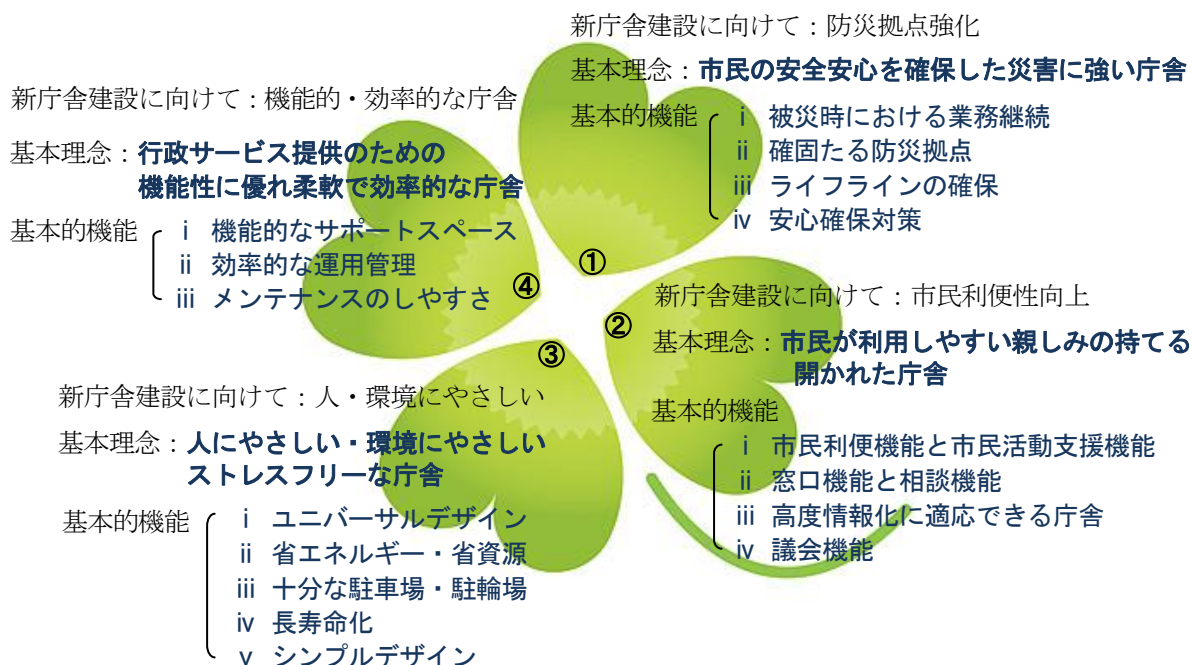 新庁舎建設に向けて：防災拠点強化
基本理念：市民の安全安心を確保した災害に強い庁舎
基本的機能
ⅰ 被災時における業務継続
ⅱ 確固たる防災拠点
ⅲ ライフラインの確保
ⅳ 安心確保対策
①
新庁舎建設に向けて：市民利便性向上
②
基本理念：市民が利用しやすい親しみの持てる
開かれた庁舎
基本的機能
ⅰ 市民利便機能と市民活動支援機能
ⅱ 窓口機能と相談機能
ⅲ 高度情報化に適応できる庁舎
ⅳ 議会機能
③
新庁舎建設に向けて：人・環境にやさしい
基本理念：人にやさしい・環境にやさしい
ストレスフリーな庁舎
基本的機能
ⅰ ユニバーサルデザイン
ⅱ 省エネルギー・省資源
ⅲ 十分な駐車場・駐輪場
ⅳ 長寿命化
ⅴ シンプルデザイン
新庁舎建設に向けて：機能的・効率的な庁舎
基本理念：行政サービス提供のための
機能性に優れ柔軟で効率的な庁舎
基本的機能
ⅰ 機能的なサポートスペース
ⅱ 効率的な運用管理
ⅲ メンテナンスのしやすさ
④